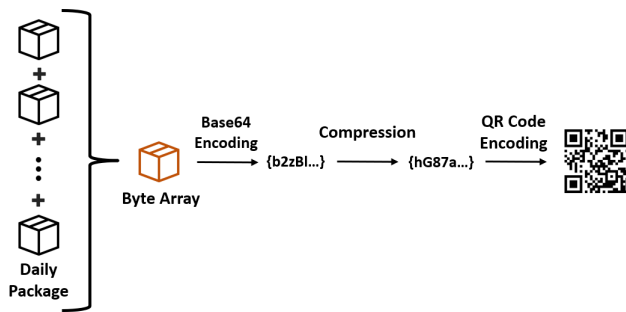 +
+
+
Daily
Package
Byte Array
Base64
Encoding
{b2zBl...}
Compression
{hG87a...}
QR Code
Encoding